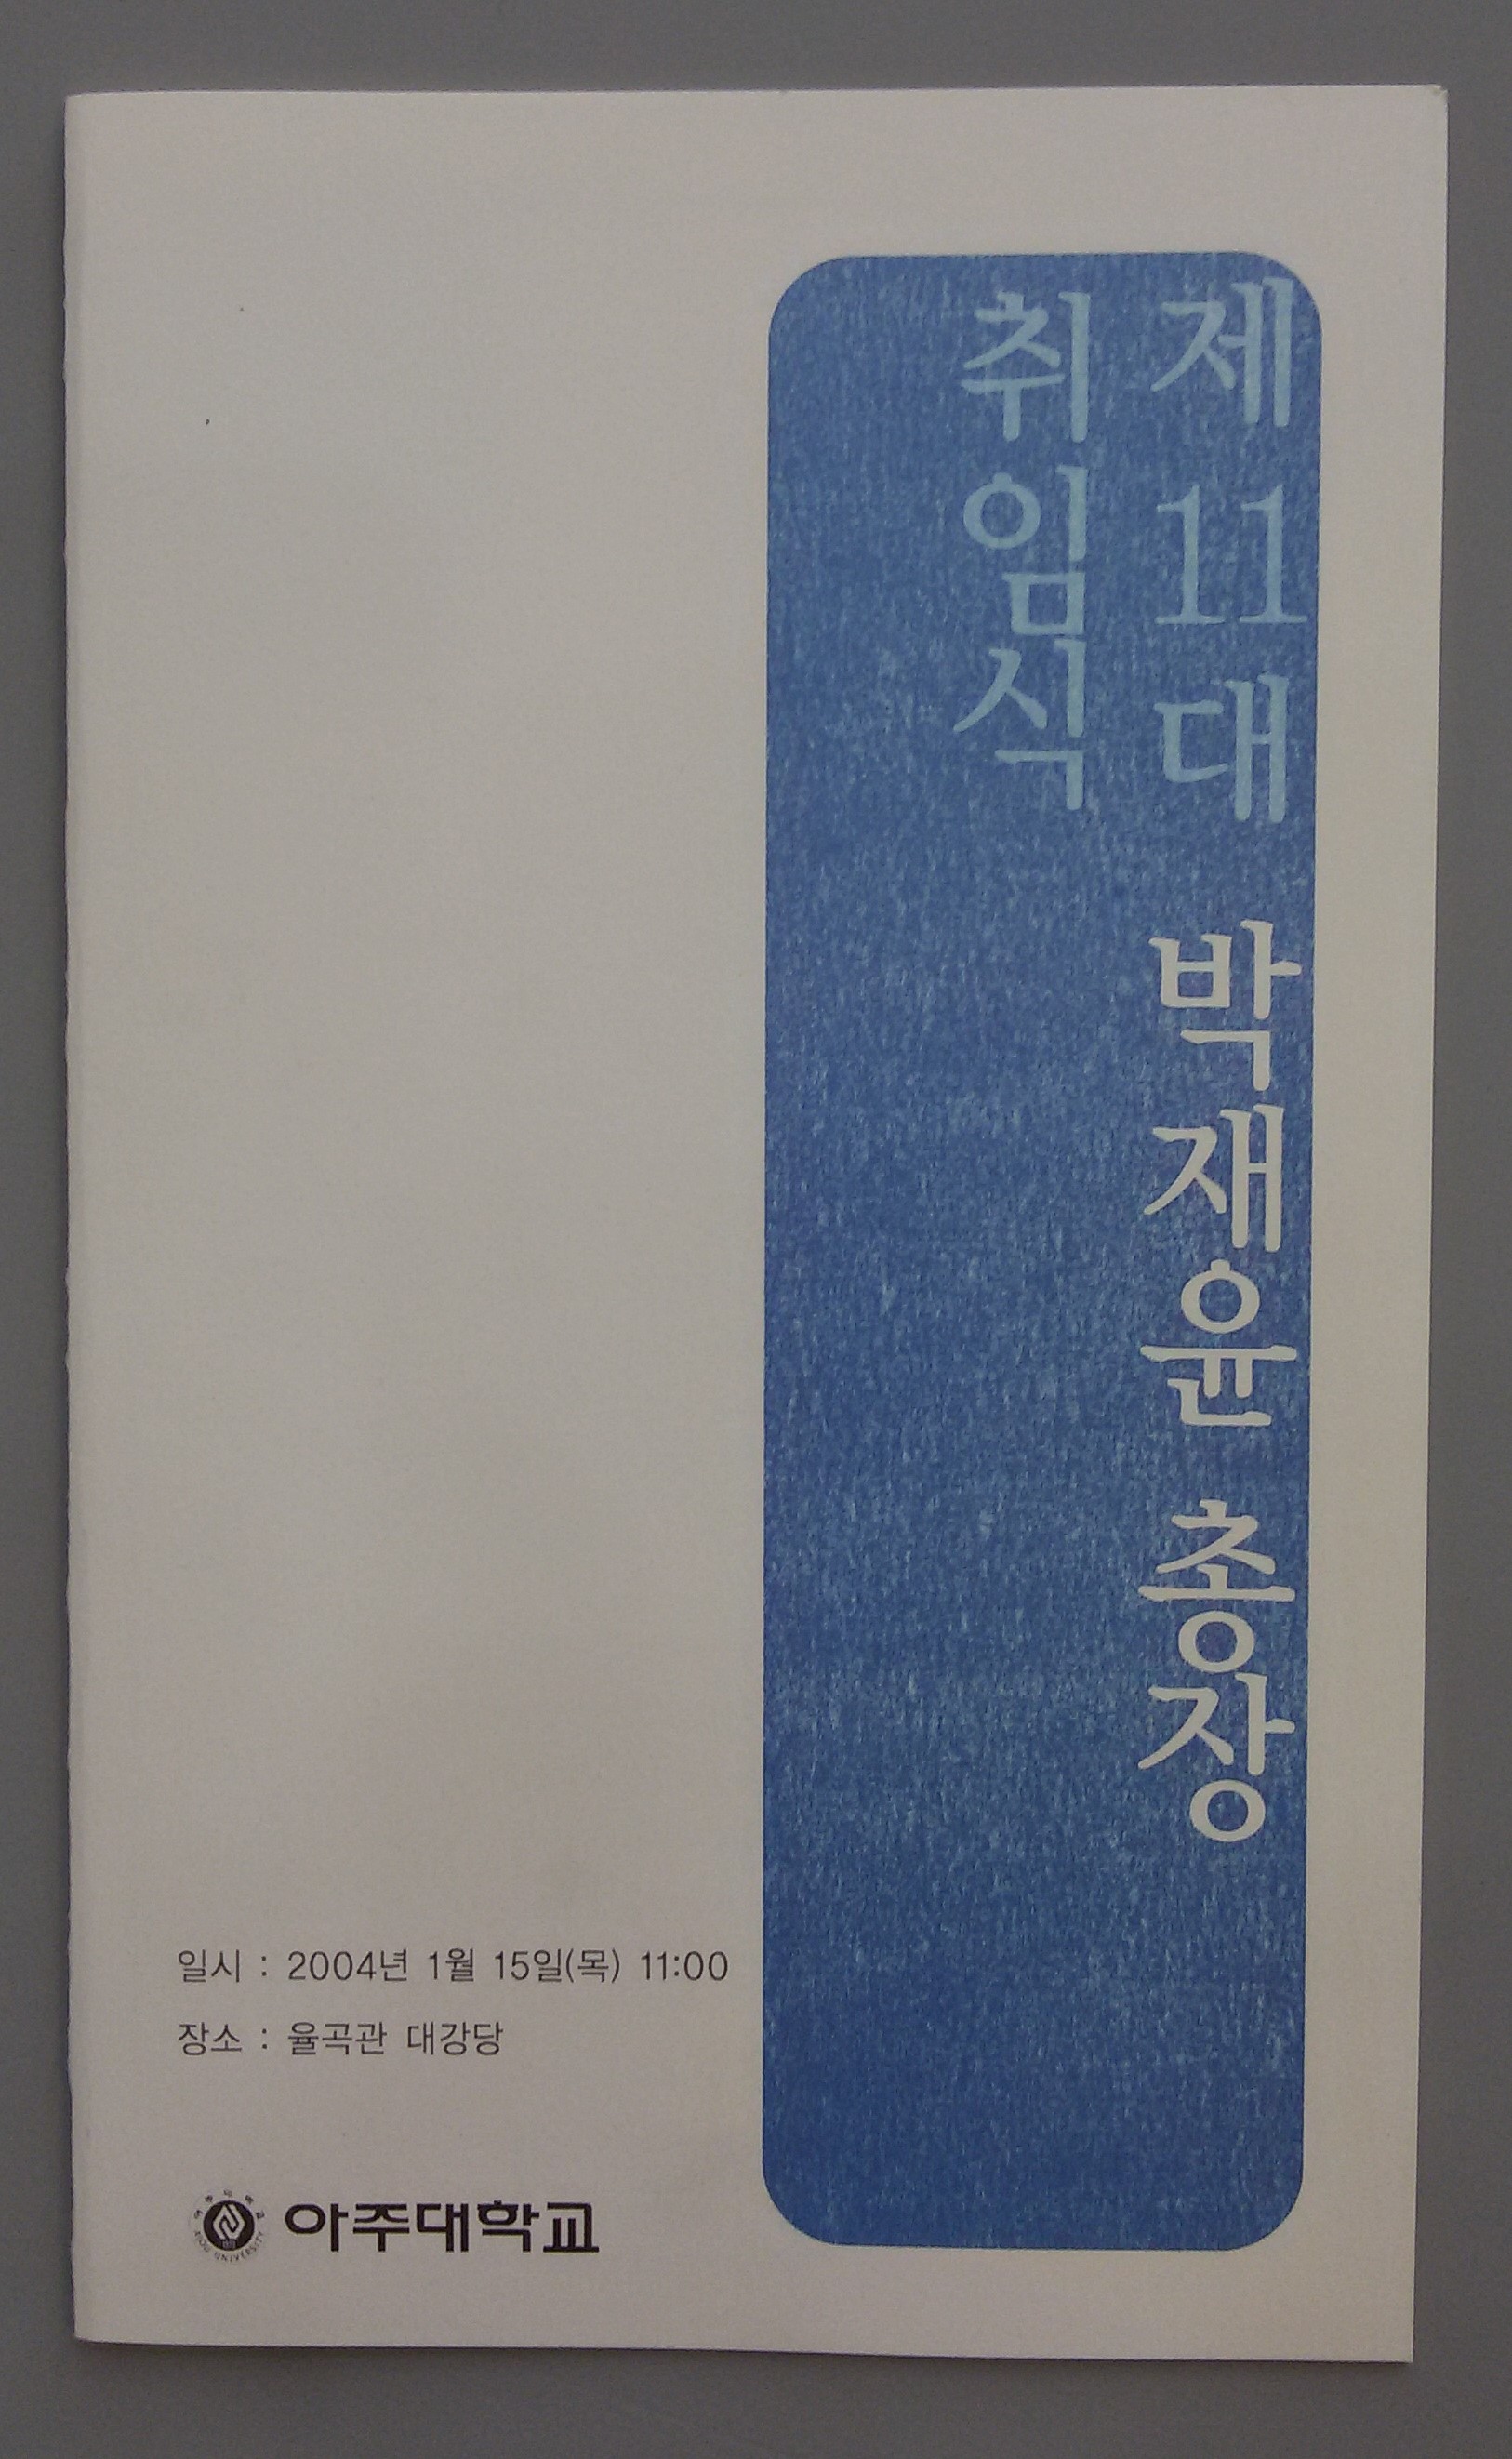 제11대 박재윤 총장
취임식
일시 : 2004년 1월 15일(목) 11:00
장소 : 율곡관 대강당
아주대학교
AJOU UNIVERSITY